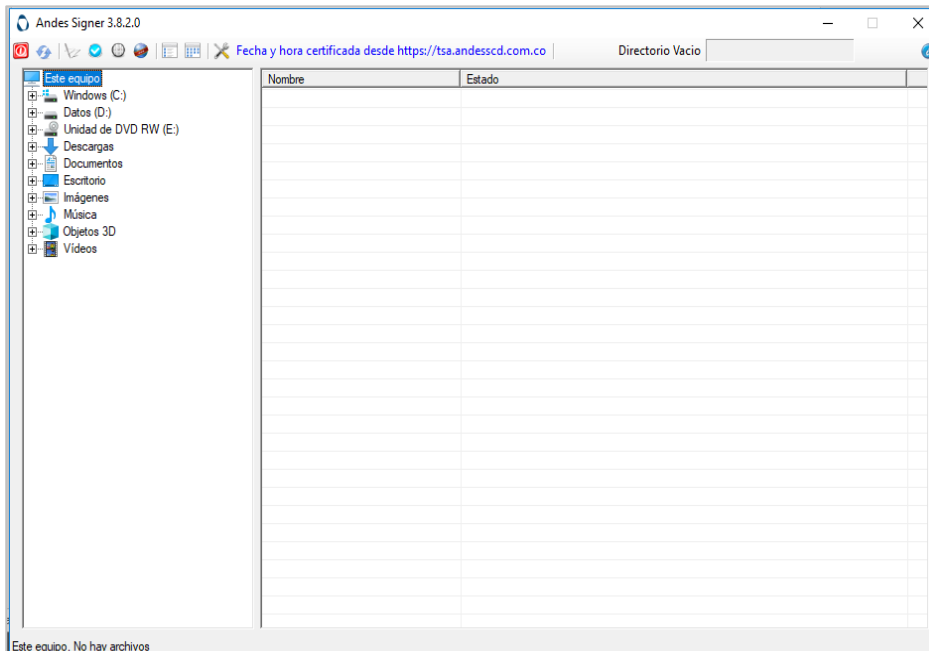 Andes Signer 3.8.2.0
Fecha y hora certificada desde https://tsa.andesscd.com.co
Directorio Vacio
Este equipo
Windows (C:)
Datos (D:)
Unidad de DVD RW (E:)
Descargas
Documentos
Escritorio
Imágenes
Música
Objetos 3D
Vídeos
Nombre
Estado
Este equipo. No hay archivos